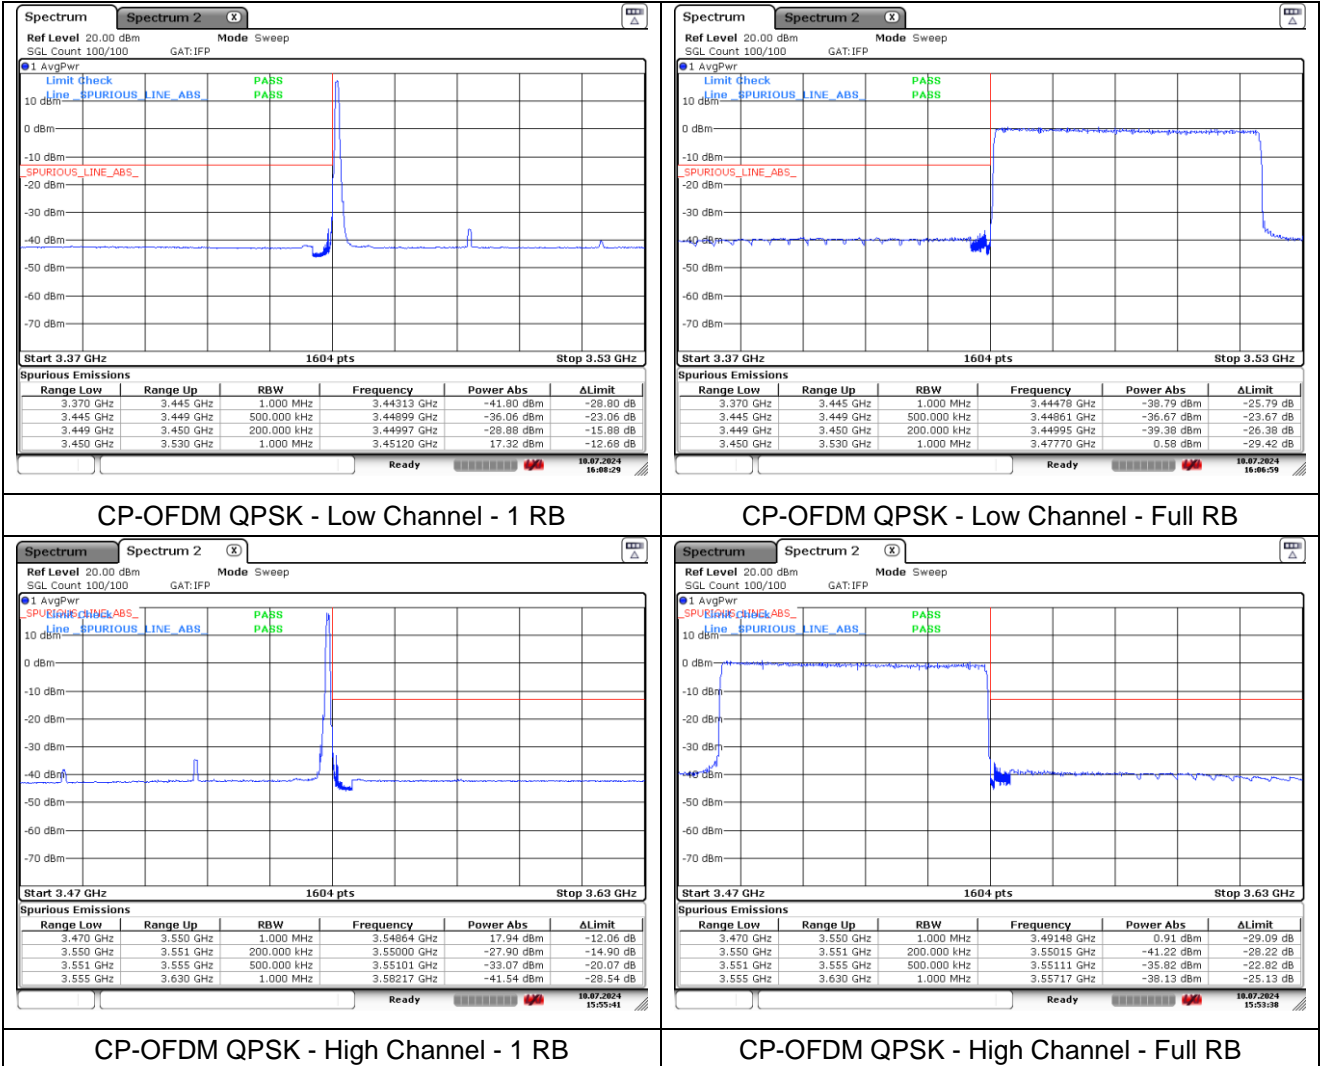 Spectrum Spectrum 2 X
Ref Level 20.00 dBm Mode Sweep
SGL Count 100/100 GAT:IFP
1 AvgPwr
Limit Check PASS
Line _SPURIOUS_LINE_ABS_ PASS
10 dBm
0 dBm
-10 dBm
_SPURIOUS_LINE_ABS_
-20 dBm
-30 dBm
-40 dBm
-50 dBm
-60 dBm
-70 dBm
Start 3.37 GHz 1604 pts Stop 3.53 GHz
Spurious Emissions
Range Low Range Up RBW Frequency Power Abs ΔLimit
3.370 GHz 3.445 GHz 1.000 MHz 3.44313 GHz -41.80 dBm -28.80 dB
3.445 GHz 3.449 GHz 500.000 kHz 3.44899 GHz -36.06 dBm -23.06 dB
3.449 GHz 3.450 GHz 200.000 kHz 3.44997 GHz -28.88 dBm -15.88 dB
3.450 GHz 3.530 GHz 1.000 MHz 3.45120 GHz 17.32 dBm -12.68 dB
Ready 10.07.2024
16:08:29
CP-OFDM QPSK - Low Channel - 1 RB
Spectrum Spectrum 2 X
Ref Level 20.00 dBm Mode Sweep
SGL Count 100/100 GAT:IFP
1 AvgPwr
Limit Check PASS
Line _SPURIOUS_LINE_ABS_ PASS
10 dBm
0 dBm
-10 dBm
_SPURIOUS_LINE_ABS_
-20 dBm
-30 dBm
-40 dBm
-50 dBm
-60 dBm
-70 dBm
Start 3.37 GHz 1604 pts Stop 3.53 GHz
Spurious Emissions
Range Low Range Up RBW Frequency Power Abs ΔLimit
3.370 GHz 3.445 GHz 1.000 MHz 3.44478 GHz -38.79 dBm -25.79 dB
3.445 GHz 3.449 GHz 500.000 kHz 3.44861 GHz -36.67 dBm -23.67 dB
3.449 GHz 3.450 GHz 200.000 kHz 3.44995 GHz -39.38 dBm -26.38 dB
3.450 GHz 3.530 GHz 1.000 MHz 3.47770 GHz 0.58 dBm -29.42 dB
Ready 10.07.2024
16:06:59
CP-OFDM QPSK - Low Channel - Full RB
Spectrum Spectrum 2 X
Ref Level 20.00 dBm Mode Sweep
SGL Count 100/100 GAT:IFP
1 AvgPwr
_SPURIOUS_LINE_ABS_
Limit Check PASS
Line _SPURIOUS_LINE_ABS_ PASS
10 dBm
0 dBm
-10 dBm
-20 dBm
-30 dBm
-40 dBm
-50 dBm
-60 dBm
-70 dBm
Start 3.47 GHz 1604 pts Stop 3.63 GHz
Spurious Emissions
Range Low Range Up RBW Frequency Power Abs ΔLimit
3.470 GHz 3.550 GHz 1.000 MHz 3.54864 GHz 17.94 dBm -12.06 dB
3.550 GHz 3.551 GHz 200.000 kHz 3.55000 GHz -27.90 dBm -14.90 dB
3.551 GHz 3.555 GHz 500.000 kHz 3.55101 GHz -33.07 dBm -20.07 dB
3.555 GHz 3.630 GHz 1.000 MHz 3.58217 GHz -41.54 dBm -28.54 dB
Ready 10.07.2024
15:55:41
CP-OFDM QPSK - High Channel - 1 RB
Spectrum Spectrum 2 X
Ref Level 20.00 dBm Mode Sweep
SGL Count 100/100 GAT:IFP
1 AvgPwr
_SPURIOUS_LINE_ABS_
Limit Check PASS
Line _SPURIOUS_LINE_ABS_ PASS
10 dBm
0 dBm
-10 dBm
-20 dBm
-30 dBm
-40 dBm
-50 dBm
-60 dBm
-70 dBm
Start 3.47 GHz 1604 pts Stop 3.63 GHz
Spurious Emissions
Range Low Range Up RBW Frequency Power Abs ΔLimit
3.470 GHz 3.550 GHz 1.000 MHz 3.49148 GHz 0.91 dBm -29.09 dB
3.550 GHz 3.551 GHz 200.000 kHz 3.55015 GHz -41.22 dBm -28.22 dB
3.551 GHz 3.555 GHz 500.000 kHz 3.55111 GHz -35.82 dBm -22.82 dB
3.555 GHz 3.630 GHz 1.000 MHz 3.55717 GHz -38.13 dBm -25.13 dB
Ready 10.07.2024
15:53:38
CP-OFDM QPSK - High Channel - Full RB